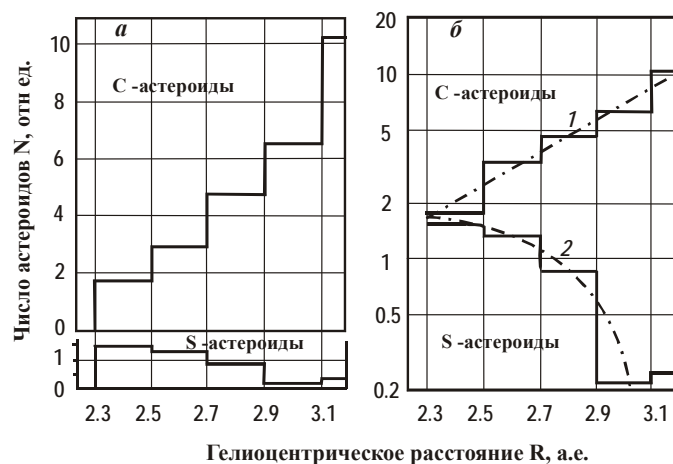 Число астероидов N, отн ед.
а
С -астероиды
10
8
6
4
2
0
S -астероиды
1
0
2.3 2.5 2.7 2.9 3.1
б
С -астероиды
1
2
S -астероиды
20
10
5
2
1
0.5
0.2
2.3 2.5 2.7 2.9 3.1
Гелиоцентрическое расстояние R, а.е.